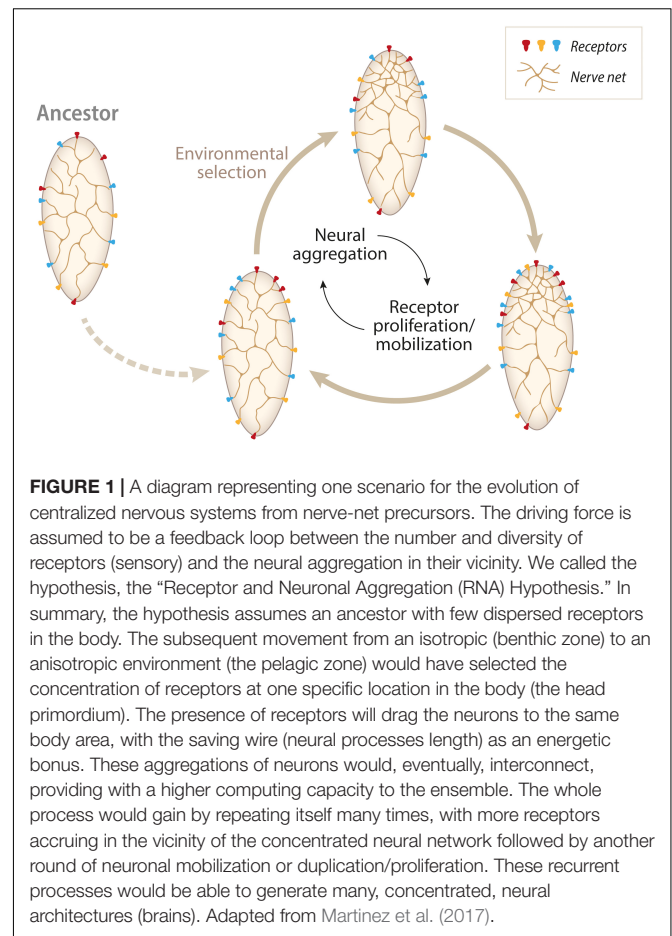 Receptors
Nerve net
Ancestor
Environmental
selection
Neural
aggregation
Receptor
proliferation/
mobilization
FIGURE 1 | A diagram representing one scenario for the evolution of
centralized nervous systems from nerve-net precursors. The driving force is
assumed to be a feedback loop between the number and diversity of
receptors (sensory) and the neural aggregation in their vicinity. We called the
hypothesis, the “Receptor and Neuronal Aggregation (RNA) Hypothesis.” In
summary, the hypothesis assumes an ancestor with few dispersed receptors
in the body. The subsequent movement from an isotropic (benthic zone) to an
anisotropic environment (the pelagic zone) would have selected the
concentration of receptors at one specific location in the body (the head
primordium). The presence of receptors will drag the neurons to the same
body area, with the saving wire (neural processes length) as an energetic
bonus. These aggregations of neurons would, eventually, interconnect,
providing with a higher computing capacity to the ensemble. The whole
process would gain by repeating itself many times, with more receptors
accruing in the vicinity of the concentrated neural network followed by another
round of neuronal mobilization or duplication/proliferation. These recurrent
processes would be able to generate many, concentrated, neural
architectures (brains). Adapted from Martinez et al. (2017).